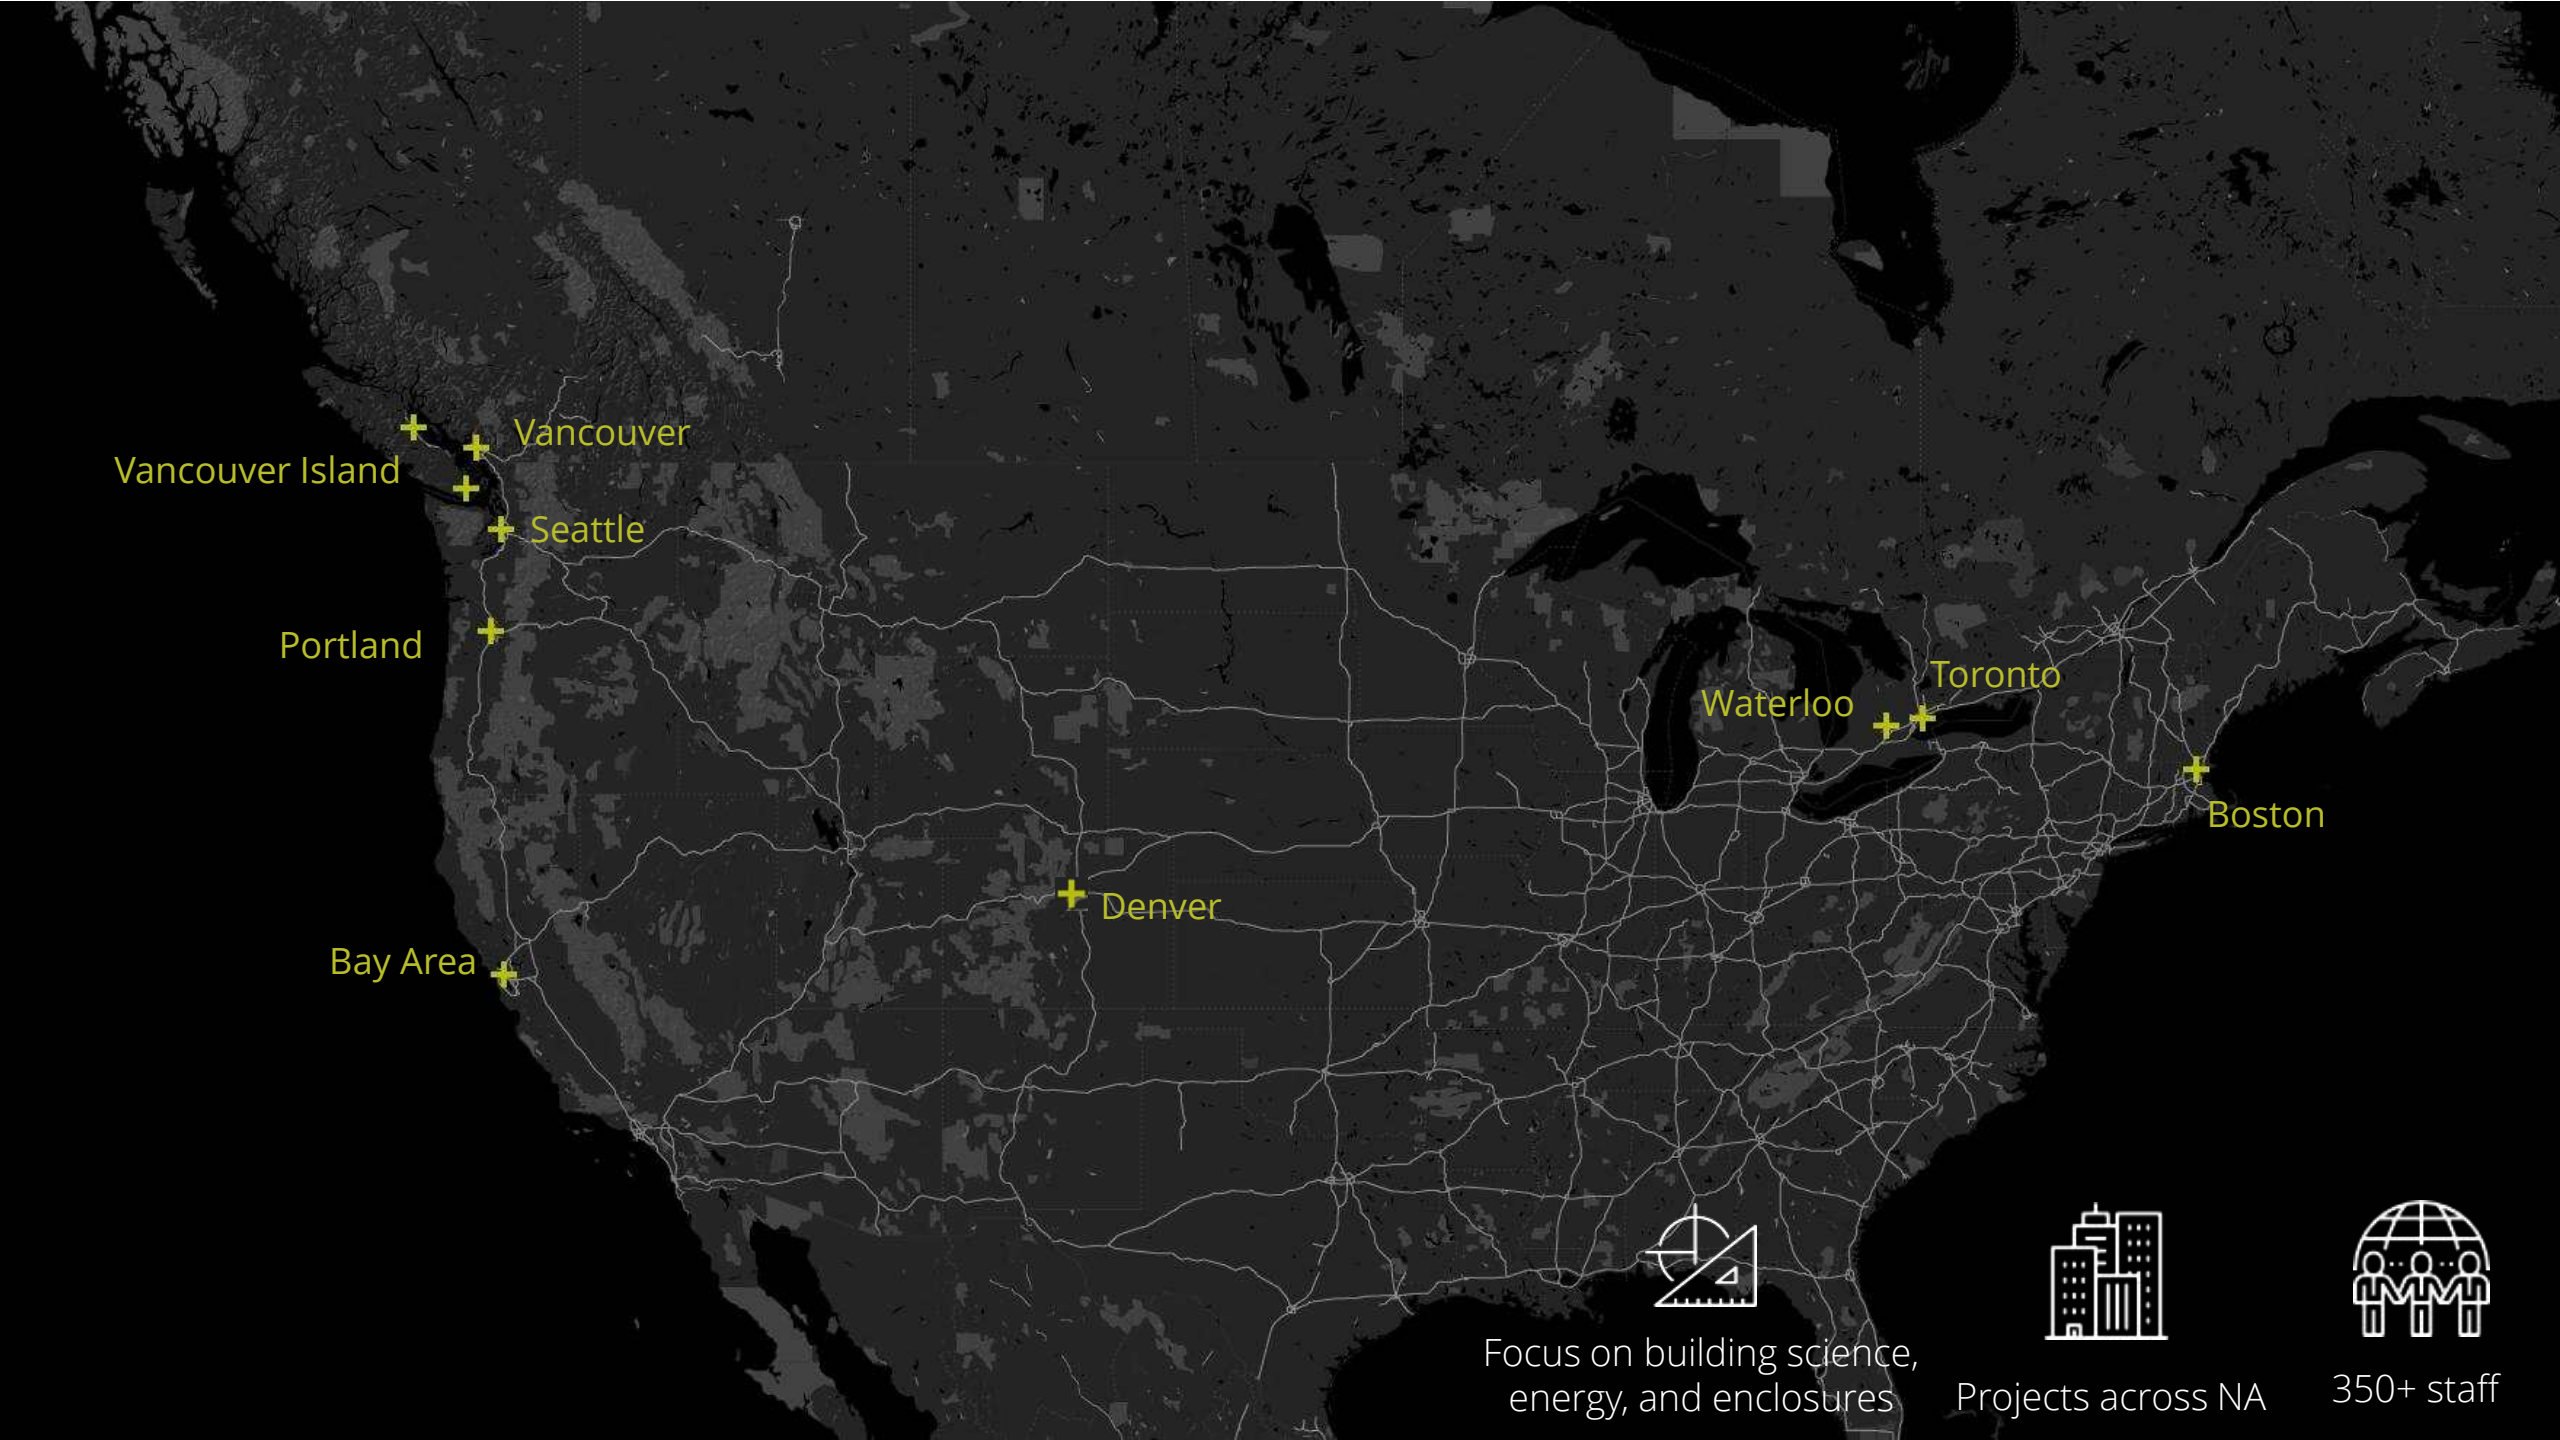 Vancouver
Vancouver Island
Seattle
Portland
Toronto
Waterloo
Boston
Denver
Bay Area
Focus on building science,
energy, and enclosures
Projects across NA
350+ staff